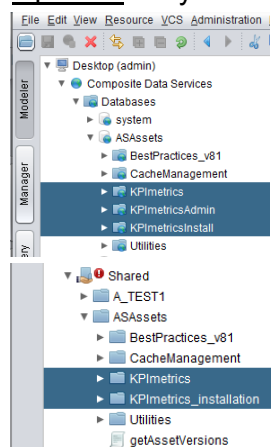 File Edit View Resource VCS Administration
Modeler
Manager
Desktop (admin)
Composite Data Services
Databases
system
ASAssets
BestPractices_v81
CacheManagement
KPImetrics
KPImetricsAdmin
KPImetricsInstall
Utilities
Shared
A_TEST1
ASAssets
BestPractices_v81
CacheManagement
KPImetrics
KPImetrics_installation
Utilities
getAssetVersions